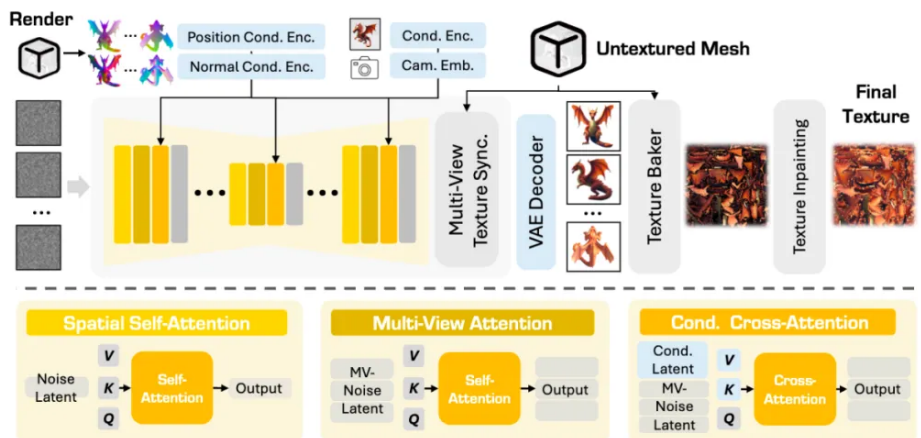 Render
Position Cond. Enc.
Normal Cond. Enc.
Cond. Enc.
Cam. Emb.
Untextured Mesh
Multi-View
Texture Sync.
VAE Decoder
Texture Baker
Texture Inpainting
Final
Texture
Spatial Self-Attention
Noise
Latent
V
K
Q
Self-
Attention
Output
Multi-View Attention
MV-
Noise
Latent
V
K
Q
Self-
Attention
Output
Cond. Cross-Attention
Cond.
Latent
MV-
Noise
Latent
V
K
Q
Cross-
Attention
Output